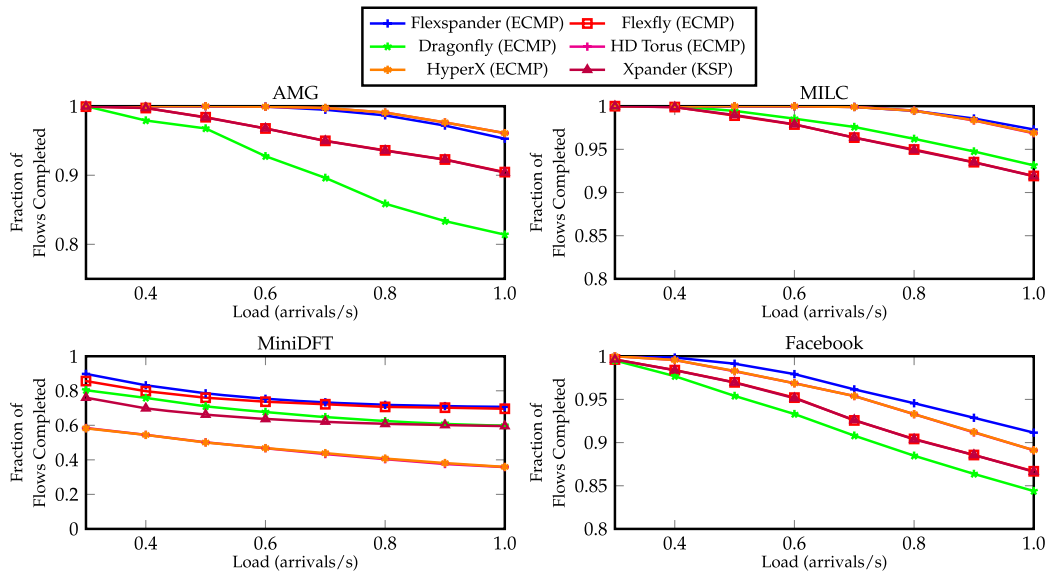 Flexspander (ECMP) Flexfly (ECMP)
Dragonfly (ECMP) HD Torus (ECMP)
HyperX (ECMP) Xpander (KSP)
AMG
1
0.9
0.8
0.4 0.6 0.8 1.0
Load (arrivals/s)
Fraction of
Flows Completed
MILC
1
0.95
0.9
0.85
0.8
0.4 0.6 0.8 1.0
Load (arrivals/s)
Fraction of
Flows Completed
MiniDFT
1
0.8
0.6
0.4
0.2
0
0.4 0.6 0.8 1.0
Load (arrivals/s)
Fraction of
Flows Completed
Facebook
1
0.95
0.9
0.85
0.8
0.4 0.6 0.8 1.0
Load (arrivals/s)
Fraction of
Flows Completed